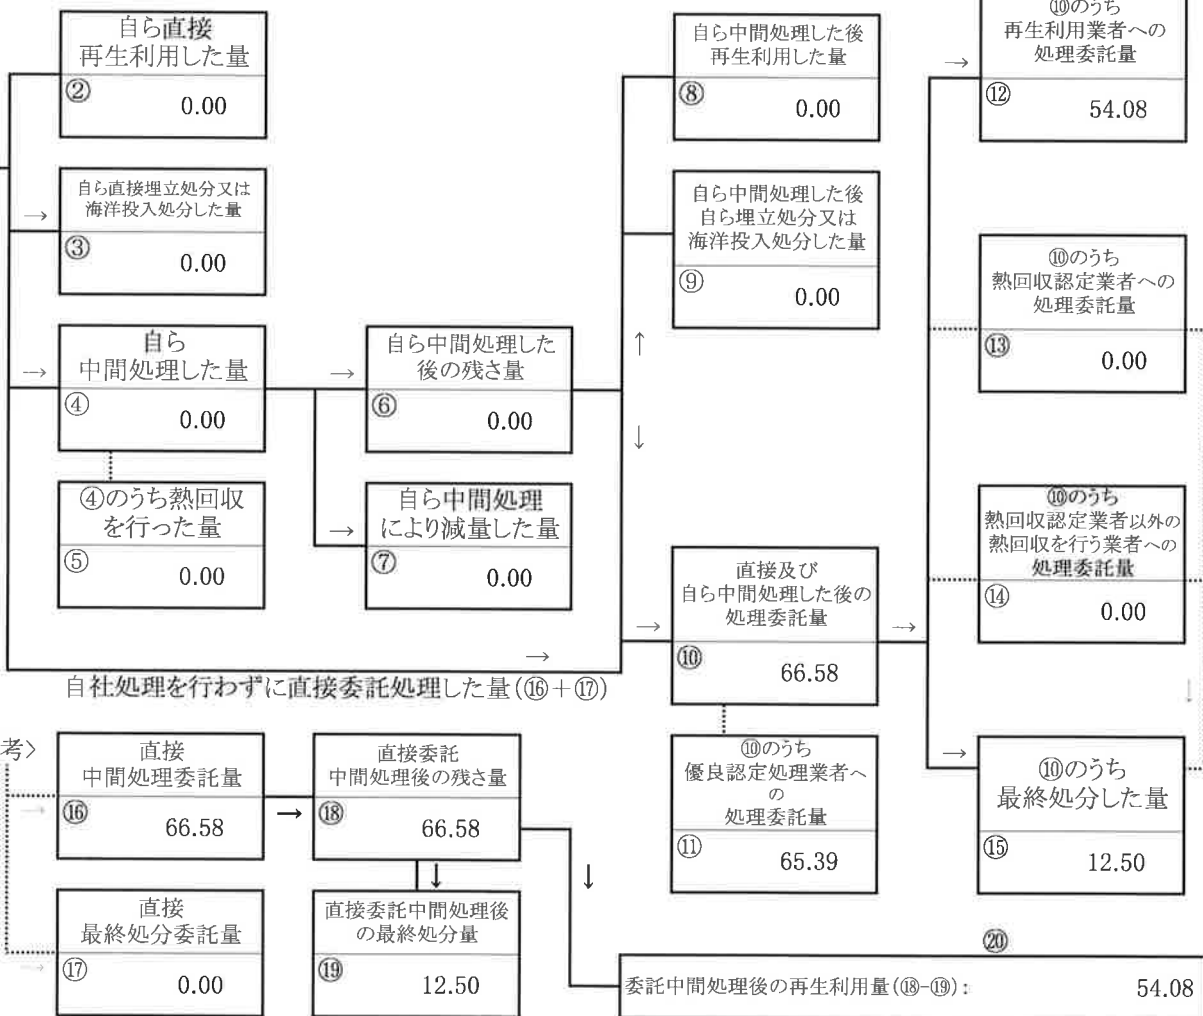 自ら直接
再生利用した量
②
0.00
自ら直接埋立処分又は
海洋投入処分した量
→
③
0.00
自ら
中間処理した量
→
④
0.00
④のうち熱回収
を行った量
⑤
0.00
→
自ら中間処理した
後の残さ量
⑥
0.00
自ら中間処理
により減量した量
→
⑦
0.00
→
自社処理を行わずに直接委託処理した量(⑯+⑰)
自ら中間処理した後
再生利用した量
⑧
0.00
自ら中間処理した後
自ら埋立処分又は
海洋投入処分した量
⑨
0.00
↑
↓
直接及び
自ら中間処理した後の
処理委託量
→
⑩
66.58
→
⑩のうち
優良認定処理業者へ
の
処理委託量
⑪
65.39
⑩のうち
再生利用業者への
処理委託量
→
⑫
54.08
⑩のうち
熱回収認定業者への
処理委託量
⑬
0.00
⑩のうち
熱回収認定業者以外の
熱回収を行う業者への
処理委託量
⑭
0.00
↓
→
⑩のうち
最終処分した量
⑮
12.50
考>
直接
中間処理委託量
→
⑯
66.58
→
直接委託
中間処理後の残さ量
⑱
66.58
↓
↓
直接
最終処分委託量
→
⑰
0.00
直接委託中間処理後
の最終処分量
⑲
12.50
⑳
委託中間処理後の再生利用量(⑱-⑲): 54.08